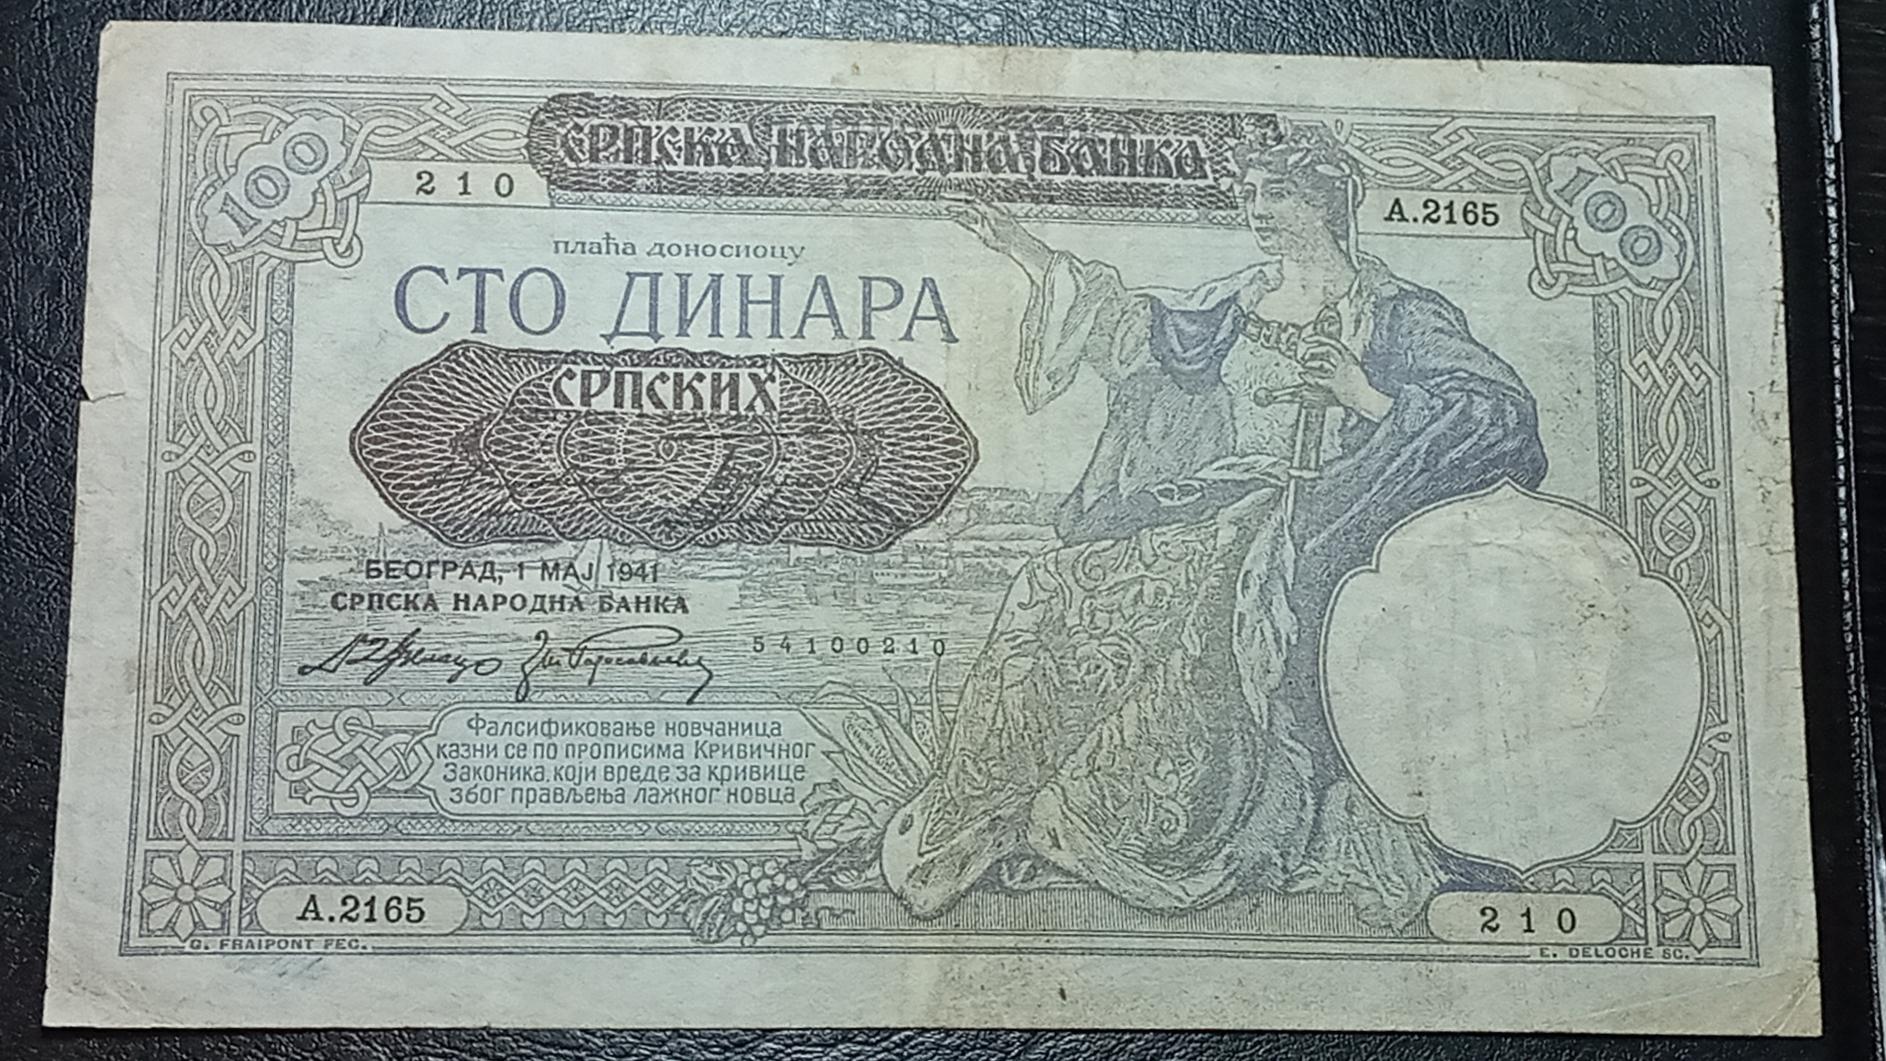 СРПСКА НАРОДНА БАНКА
100
210
А.2165
100
плаћа доносиоцу
СТО ДИНАРА
СРПСКИХ
БЕОГРАД, 1 МАЈ 1941
СРПСКА НАРОДНА БАНКА
54100210
Фалсификовање новчаница
казни се по прописима Кривичног
Законика, који вреде за кривице
због прављења лажног новца
А.2165
210
G. FRAIPONT FEC.
E. DELOCHE SC.